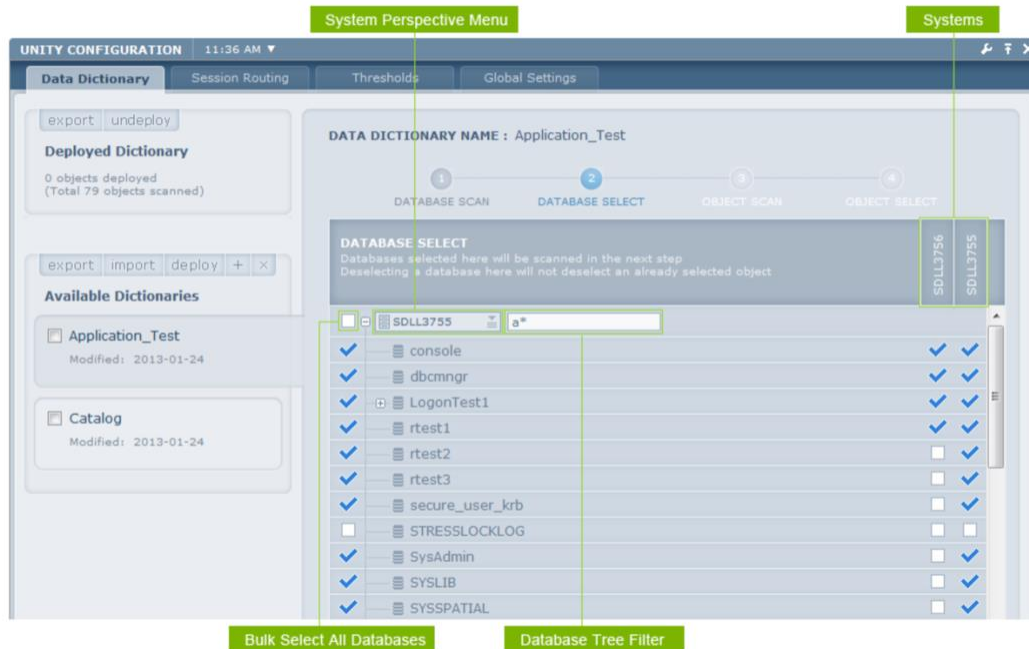 System Perspective Menu
Systems
UNITY CONFIGURATION 11:36 AM ▼
Data Dictionary Session Routing Thresholds Global Settings
export undeploy
Deployed Dictionary
0 objects deployed
(Total 79 objects scanned)
export import deploy + ×
Available Dictionaries
Application_Test
Modified: 2013-01-24
Catalog
Modified: 2013-01-24
DATA DICTIONARY NAME : Application_Test
1 2 3 4
DATABASE SCAN DATABASE SELECT OBJECT SCAN OBJECT SELECT
DATABASE SELECT
Databases selected here will be scanned in the next step
Deselecting a database here will not deselect an already selected object
SDLL3756
SDLL3755
SDLL3755 a*
console
dbcmngr
LogonTest1
rtest1
rtest2
rtest3
secure_user_krb
STRESSLOCKLOG
SysAdmin
SYSLIB
SYSSPATIAL
Bulk Select All Databases
Database Tree Filter